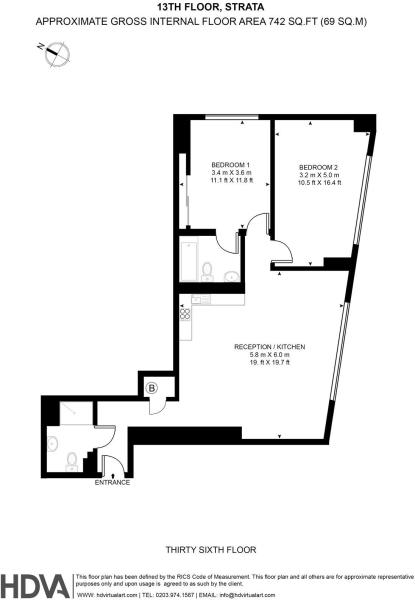 13TH FLOOR, STRATA
APPROXIMATE GROSS INTERNAL FLOOR AREA 742 SQ.FT (69 SQ.M)
N
BEDROOM 1
3.4 m X 3.6 m
11.1 ft X 11.8 ft
BEDROOM 2
3.2 m X 5.0 m
10.5 ft X 16.4 ft
RECEPTION / KITCHEN
5.8 m X 6.0 m
19. ft X 19.7 ft
B
ENTRANCE
THIRTY SIXTH FLOOR
HDVA
This floor plan has been defined by the RICS Code of Measurement. This floor plan and all others are for approximate representative
purposes only and upon usage is agreed to as such by the client.
WWW. hdvirtualart.com | TEL: 0203.974.1567 | EMAIL: info@hdvirtualart.com